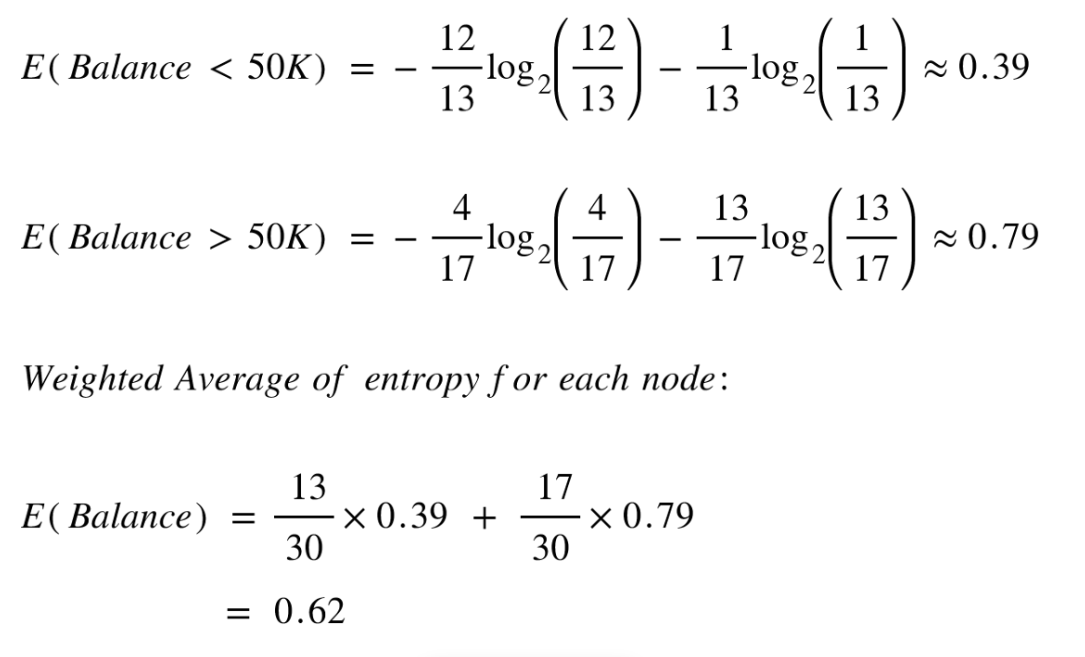 E( Balance < 50K) = − 12/13 log₂(12/13) − 1/13 log₂(1/13) ≈ 0.39
E( Balance > 50K) = − 4/17 log₂(4/17) − 13/17 log₂(13/17) ≈ 0.79
Weighted Average of entropy for each node:
E( Balance) = 13/30 × 0.39 + 17/30 × 0.79
= 0.62